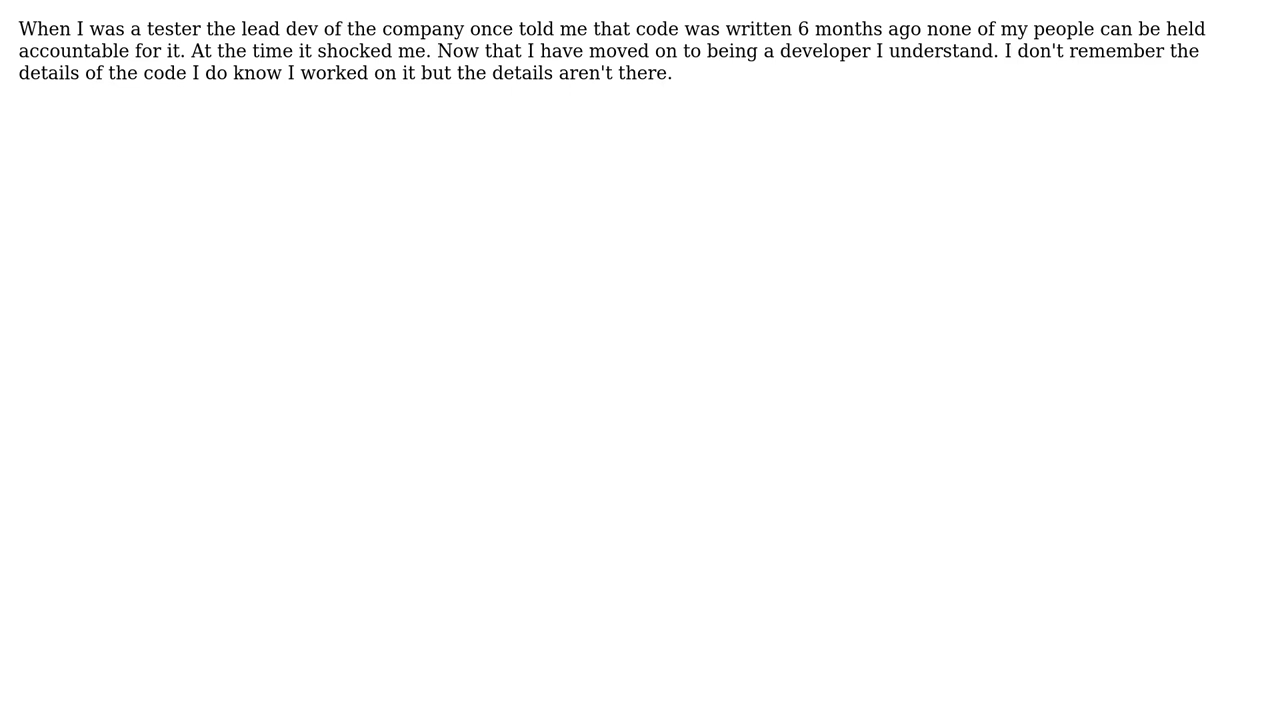 When I was a tester the lead dev of the company once told me that code was written 6 months ago none of my people can be held
accountable for it. At the time it shocked me. Now that I have moved on to being a developer I understand. I don't remember the
details of the code I do know I worked on it but the details aren't there.